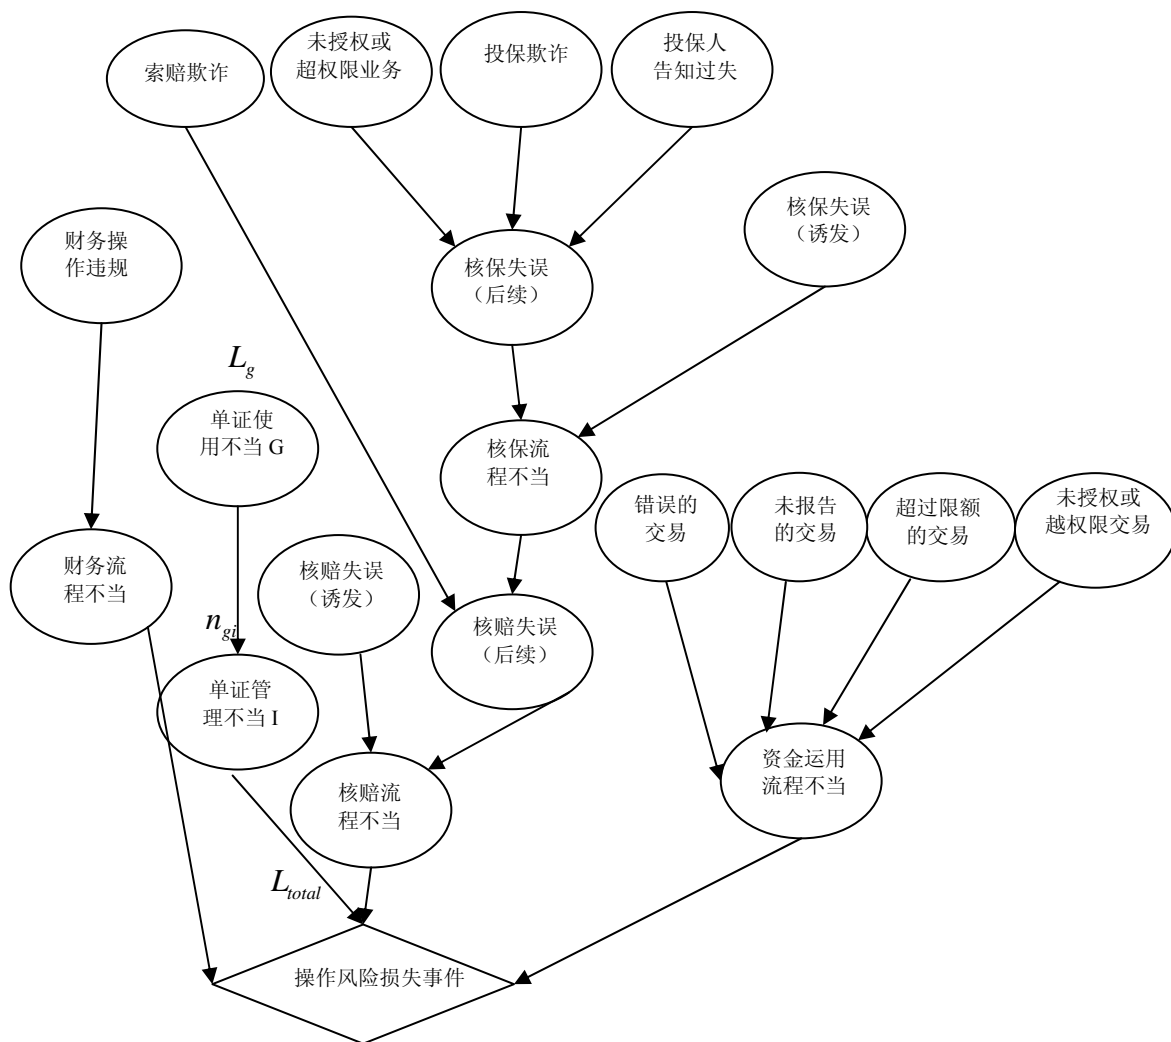 索赔欺诈
未授权或
超权限业务
投保欺诈
投保人
告知过失
核保失误
（诱发）
财务操
作违规
核保失误
（后续）
L_g
单证使
用不当 G
核保流
程不当
错误的
交易
未报告
的交易
超过限额
的交易
未授权或
越权限交易
财务流
程不当
核赔失误
（诱发）
n_{gi}
核赔失误
（后续）
单证管
理不当 I
核赔流
程不当
资金运用
流程不当
L_{total}
操作风险损失事件